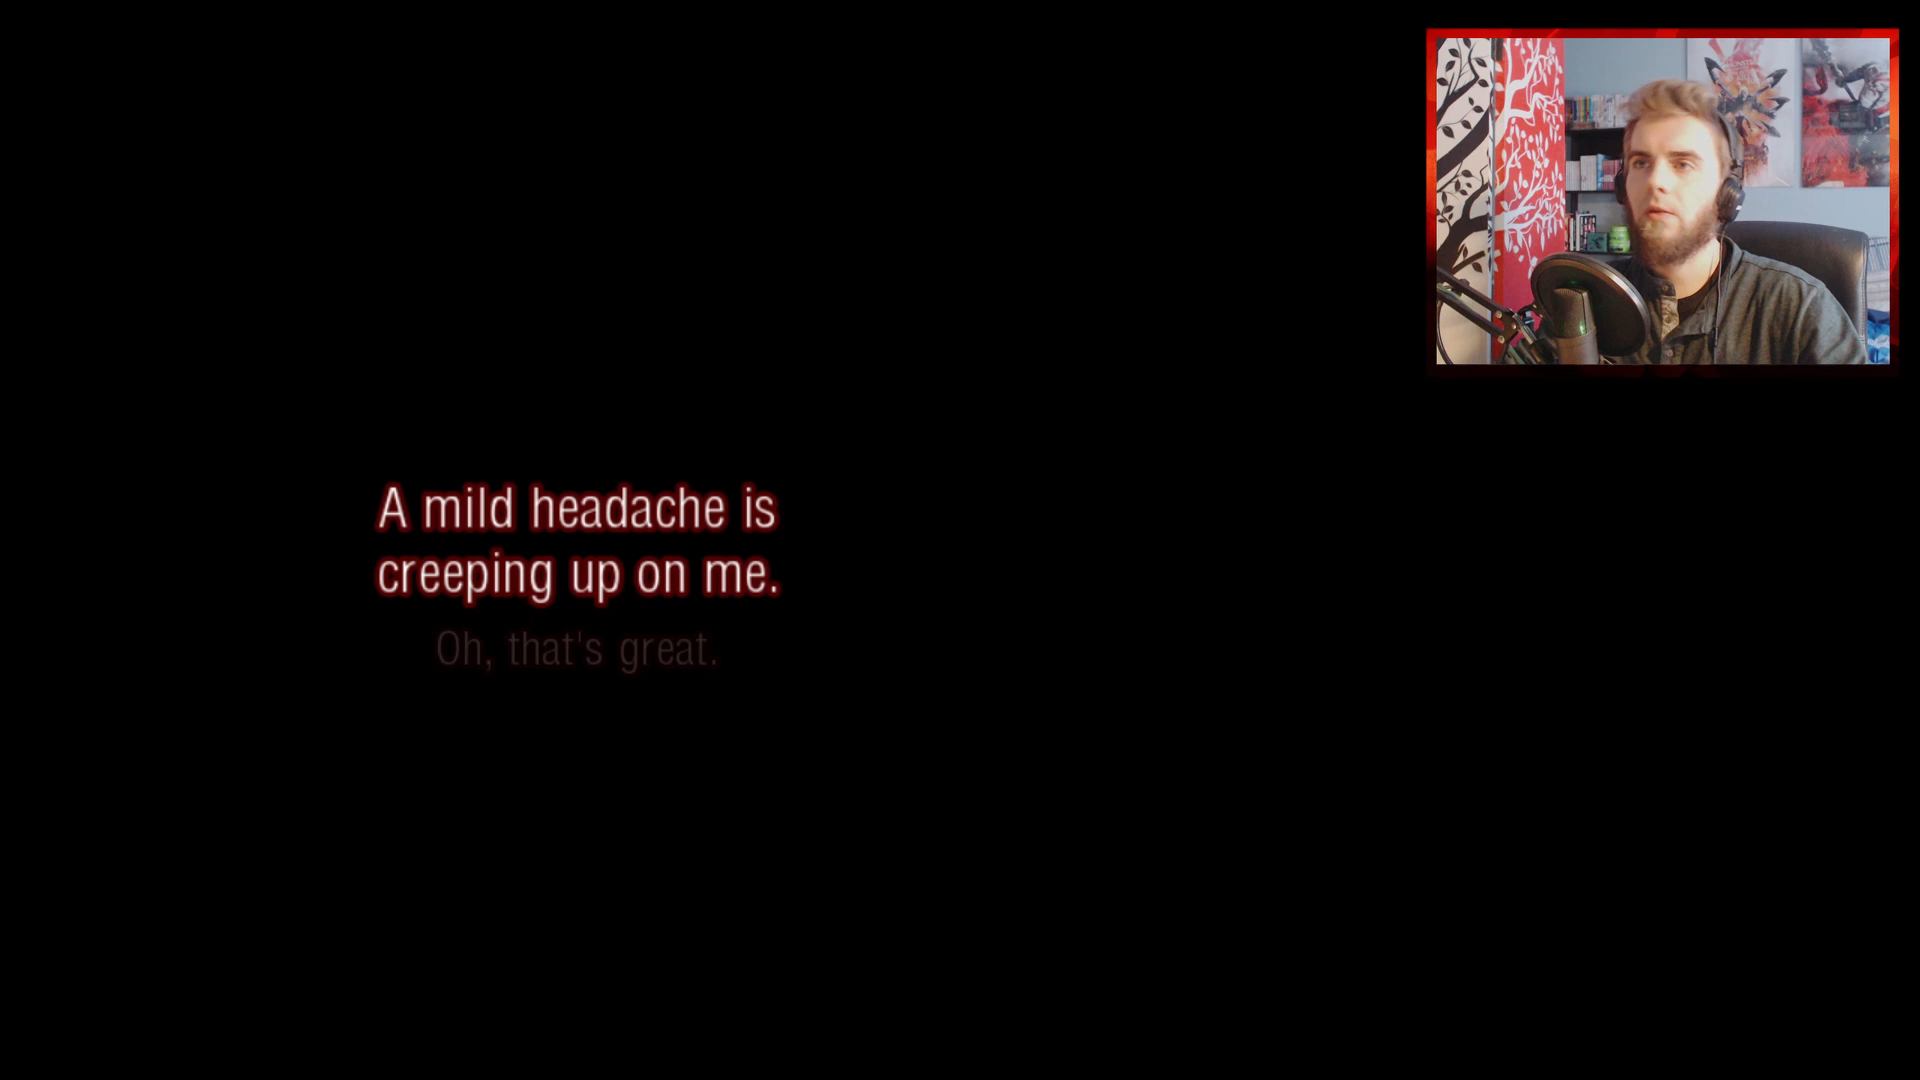 A mild headache is
creeping up on me.
Oh, that's great.